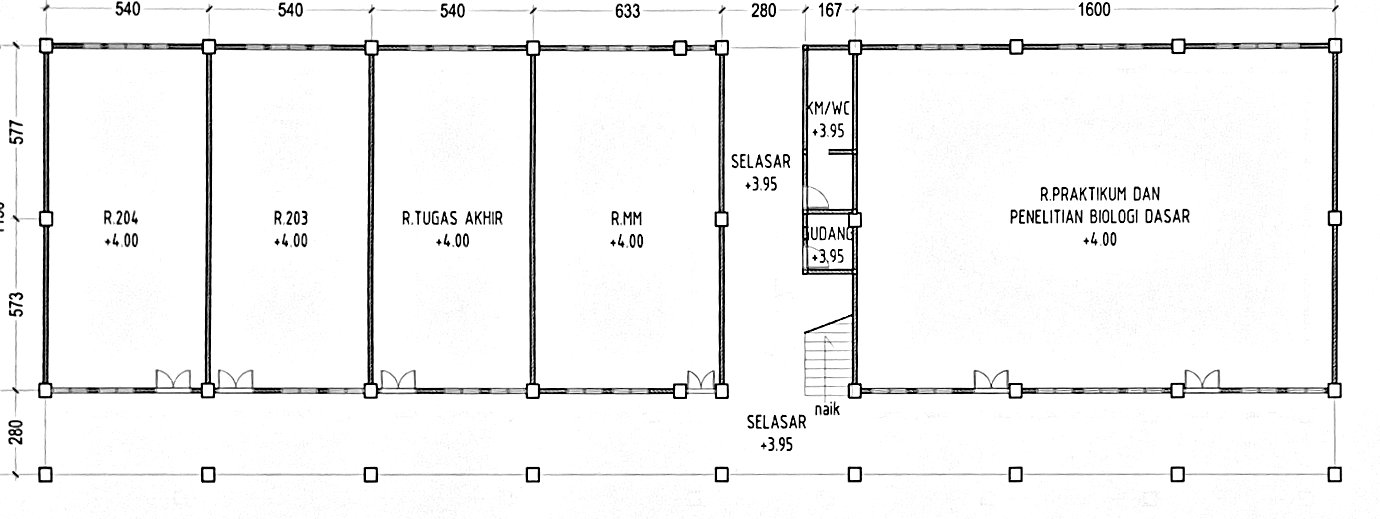 540 540 540 633 280 167 1600
577
573
280
R.204
+4.00
R.203
+4.00
R.TUGAS AKHIR
+4.00
R.MM
+4.00
SELASAR
+3.95
KM/WC
+3.95
GUDANG
+3.95
naik
SELASAR
+3.95
R.PRAKTIKUM DAN
PENELITIAN BIOLOGI DASAR
+4.00